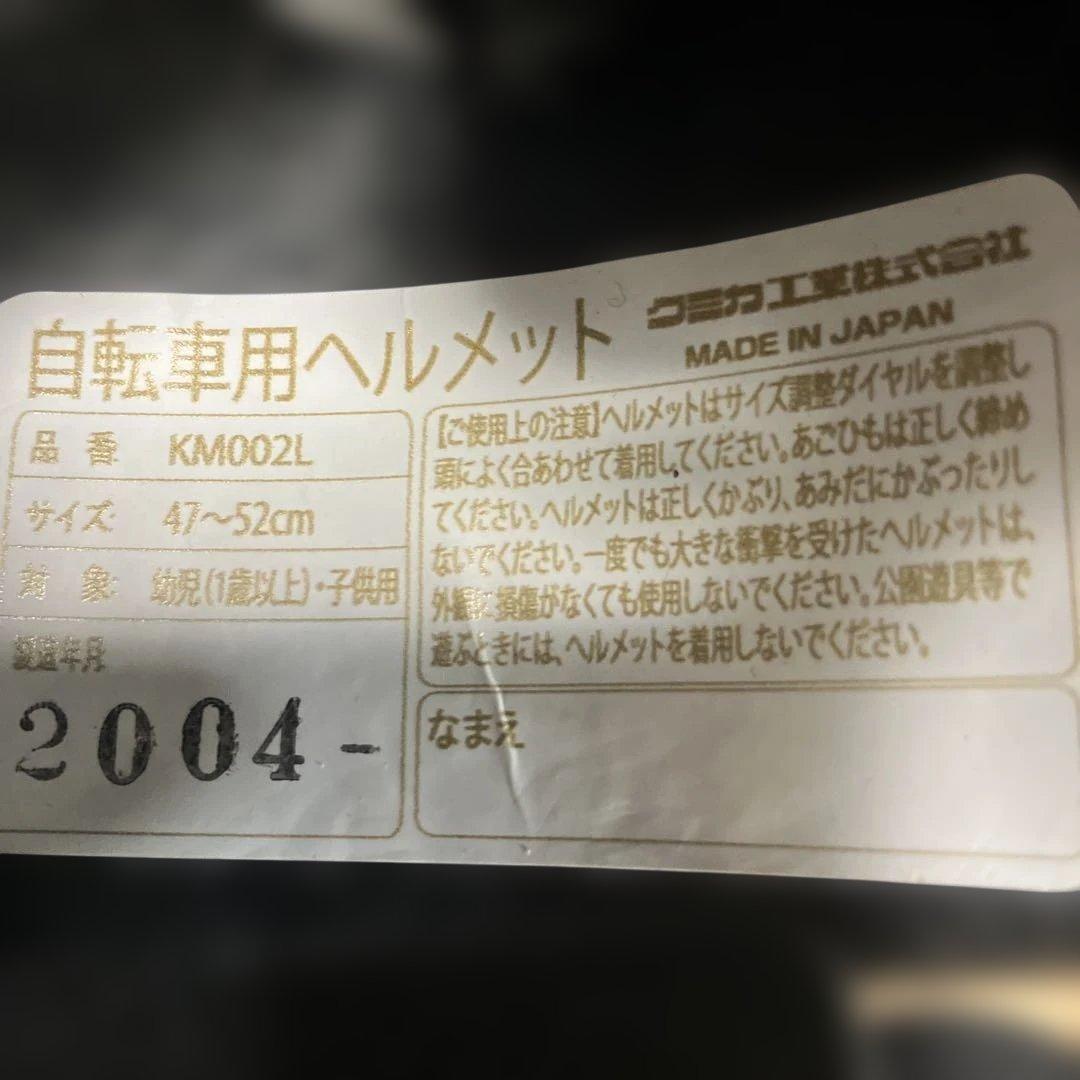 自転車用ヘルメット
クミカ工業株式会社
MADE IN JAPAN
品 番 KM002L
サイズ 47〜52cm
対 象 幼児(1歳以上)・子供用
製造年月
2004-
【ご使用上の注意】ヘルメットはサイズ調整ダイヤルを調整し
頭によく合あわせて着用してください。あごひもは正しく締め
てください。ヘルメットは正しくかぶり、あみだにかぶったりし
ないでください。一度でも大きな衝撃を受けたヘルメットは、
外観に損傷がなくても使用しないでください。公園遊具等で
遊ぶときには、ヘルメットを着用しないでください。
なまえ